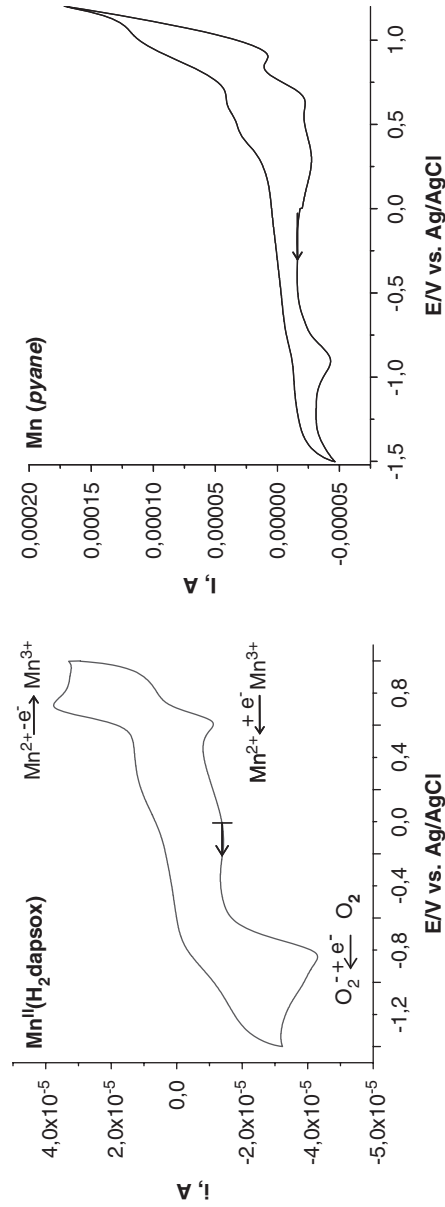 Mn^II(H₂dapsox)
Mn²⁺ -e⁻ Mn³⁺
Mn²⁺ + e⁻ Mn³⁺
O₂⁻ + e⁻ O₂
i, A
4,0x10⁻⁵
2,0x10⁻⁵
0,0
-2,0x10⁻⁵
-4,0x10⁻⁵
-5,0x10⁻⁵
-1,2 -0,8 -0,4 0,0 0,4 0,8
E/V vs. Ag/AgCl
Mn (pyane)
I, A
0,00020
0,00015
0,00010
0,00005
0,00000
-0,00005
-1,5 -1,0 -0,5 0,0 0,5 1,0
E/V vs. Ag/AgCl